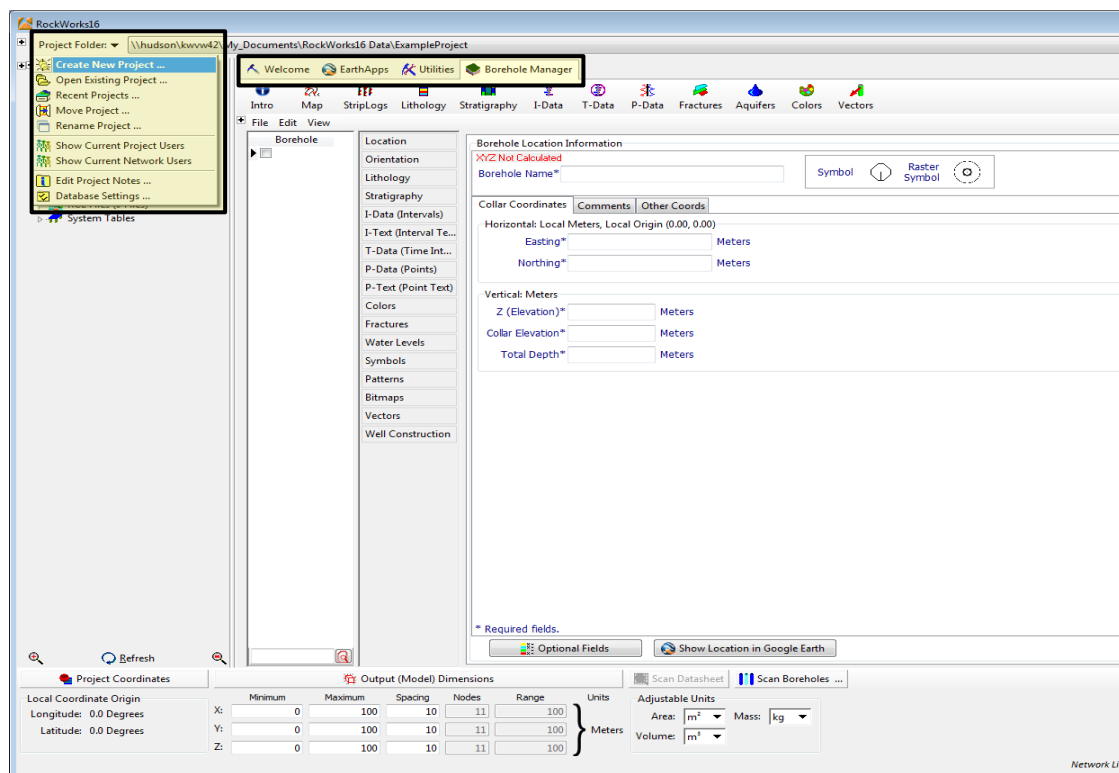 RockWorks16
Project Folder: \\hudson\kwvw42\My_Documents\RockWorks16 Data\ExampleProject
Create New Project ...
Open Existing Project ...
Recent Projects ...
Move Project ...
Rename Project ...
Show Current Project Users
Show Current Network Users
Edit Project Notes ...
Database Settings ...
System Tables
Welcome EarthApps Utilities Borehole Manager
Intro Map StripLogs Lithology Stratigraphy I-Data T-Data P-Data Fractures Aquifers Colors Vectors
File Edit View
Borehole
Location
Orientation
Lithology
Stratigraphy
I-Data (Intervals)
I-Text (Interval Te...
T-Data (Time Int...
P-Data (Points)
P-Text (Point Text)
Colors
Fractures
Water Levels
Symbols
Patterns
Bitmaps
Vectors
Well Construction
Borehole Location Information
XYZ Not Calculated
Borehole Name*
Symbol Raster Symbol
Collar Coordinates Comments Other Coords
Horizontal: Local Meters, Local Origin (0.00, 0.00)
Easting* Meters
Northing* Meters
Vertical: Meters
Z (Elevation)* Meters
Collar Elevation* Meters
Total Depth* Meters
* Required fields.
Optional Fields Show Location in Google Earth
Refresh
Project Coordinates Output (Model) Dimensions Scan Datasheet Scan Boreholes ...
Local Coordinate Origin
Longitude: 0.0 Degrees
Latitude: 0.0 Degrees
Minimum Maximum Spacing Nodes Range Units
X: 0 100 10 11 100
Y: 0 100 10 11 100 Meters
Z: 0 100 10 11 100
Adjustable Units
Area: m² Mass: kg
Volume: m³